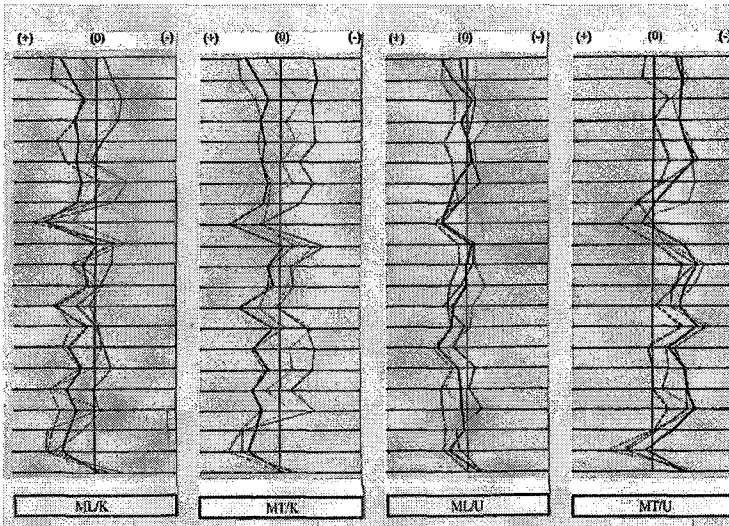 (+) (0) (-) (+) (0) (-) (+) (0) (-) (+) (0) (-)
ML/K MT/K ML/U MT/U